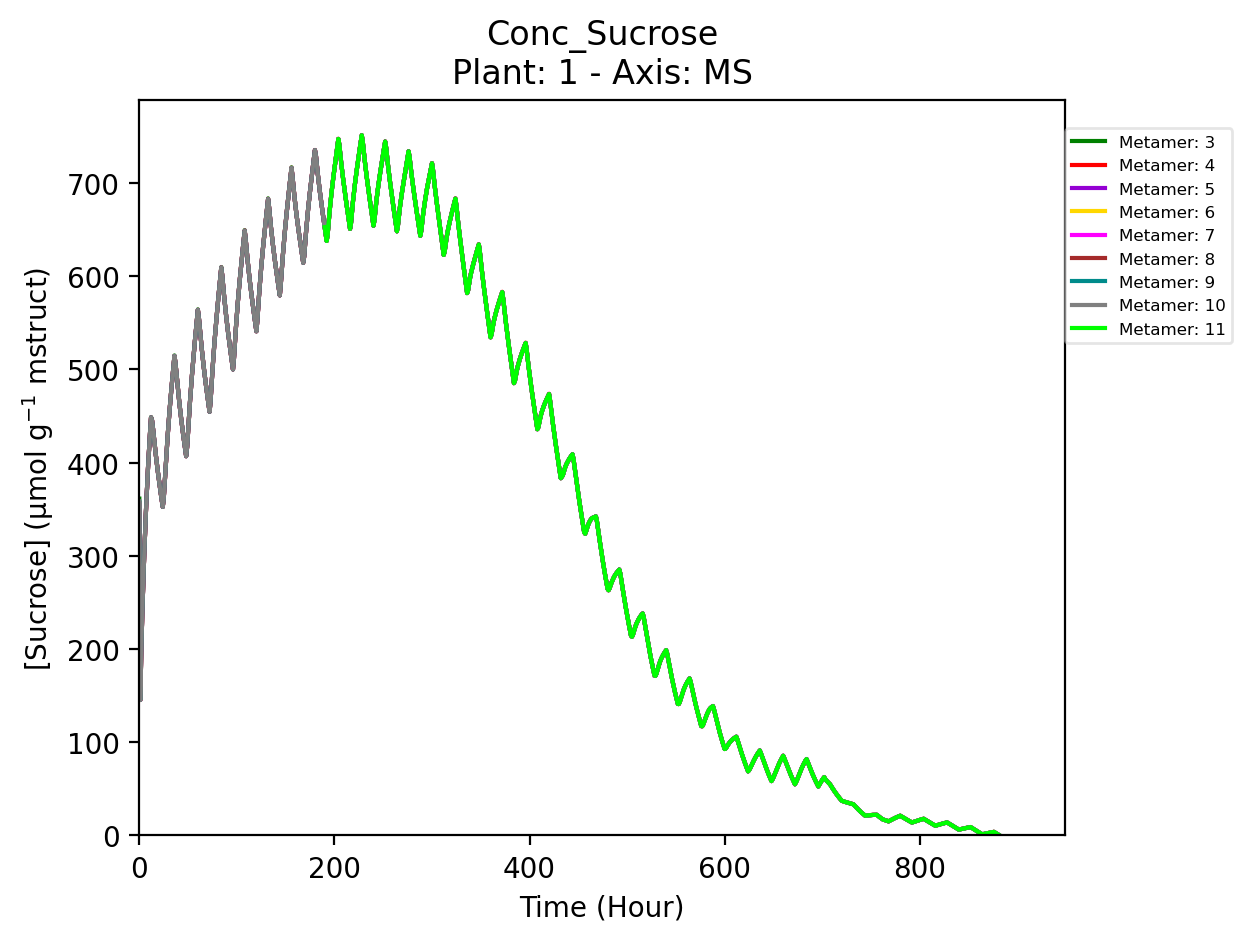 Conc_Sucrose
Plant: 1 - Axis: MS
[Sucrose] (µmol g⁻¹ mstruct)
700
600
500
400
300
200
100
0
0 200 400 600 800
Time (Hour)
Metamer: 3
Metamer: 4
Metamer: 5
Metamer: 6
Metamer: 7
Metamer: 8
Metamer: 9
Metamer: 10
Metamer: 11